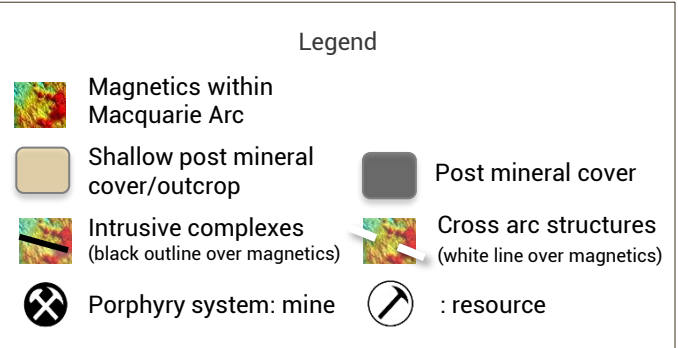 Legend
Magnetics within
Macquarie Arc
Shallow post mineral
cover/outcrop
Post mineral cover
Intrusive complexes
(black outline over magnetics)
Cross arc structures
(white line over magnetics)
Porphyry system: mine
: resource